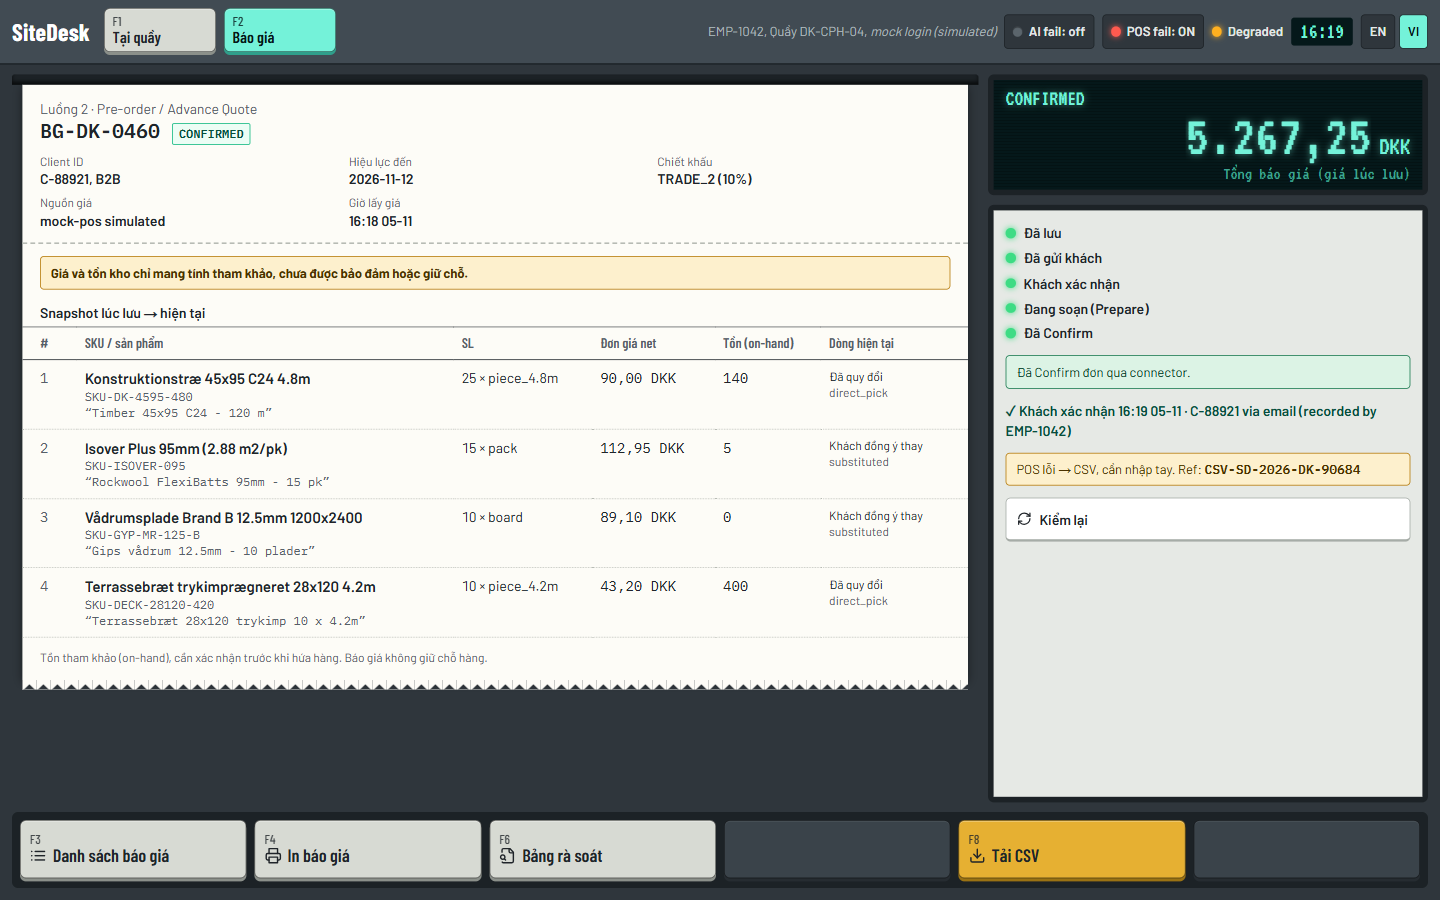 SiteDesk
F1
Tại quầy
F2
Báo giá
EMP-1042, Quầy DK-CPH-04, mock login (simulated)
AI fail: off
POS fail: ON
Degraded
16:19
EN
VI
Luồng 2 · Pre-order / Advance Quote
BG-DK-0460 CONFIRMED
Client ID
C-88921, B2B
Hiệu lực đến
2026-11-12
Chiết khấu
TRADE_2 (10%)
Nguồn giá
mock-pos simulated
Giờ lấy giá
16:18 05-11
Giá và tồn kho chỉ mang tính tham khảo, chưa được bảo đảm hoặc giữ chỗ.
Snapshot lúc lưu → hiện tại
# SKU / sản phẩm SL Đơn giá net Tồn (on-hand) Dòng hiện tại
1 Konstruktionstræ 45x95 C24 4.8m 25 × piece_4.8m 90,00 DKK 140 Đã quy đổi
SKU-DK-4595-480 direct_pick
“Timber 45x95 C24 - 120 m”
2 Isover Plus 95mm (2.88 m2/pk) 15 × pack 112,95 DKK 5 Khách đồng ý thay
SKU-ISOVER-095 substituted
“Rockwool FlexiBatts 95mm - 15 pk”
3 Vådrumsplade Brand B 12.5mm 1200x2400 10 × board 89,10 DKK 0 Khách đồng ý thay
SKU-GYP-MR-125-B substituted
“Gips vådrum 12.5mm - 10 plader”
4 Terrassebræt trykimprægneret 28x120 4.2m 10 × piece_4.2m 43,20 DKK 400 Đã quy đổi
SKU-DECK-28120-420 direct_pick
“Terrassebræt 28x120 trykimp 10 x 4.2m”
Tồn tham khảo (on-hand), cần xác nhận trước khi hứa hàng. Báo giá không giữ chỗ hàng.
CONFIRMED
5.267,25 DKK
Tổng báo giá (giá lúc lưu)
Đã lưu
Đã gửi khách
Khách xác nhận
Đang soạn (Prepare)
Đã Confirm
Đã Confirm đơn qua connector.
✓ Khách xác nhận 16:19 05-11 · C-88921 via email (recorded by
EMP-1042)
POS lỗi → CSV, cần nhập tay. Ref: CSV-SD-2026-DK-90684
Kiểm lại
F3
Danh sách báo giá
F4
In báo giá
F6
Bảng rà soát
F8
Tải CSV